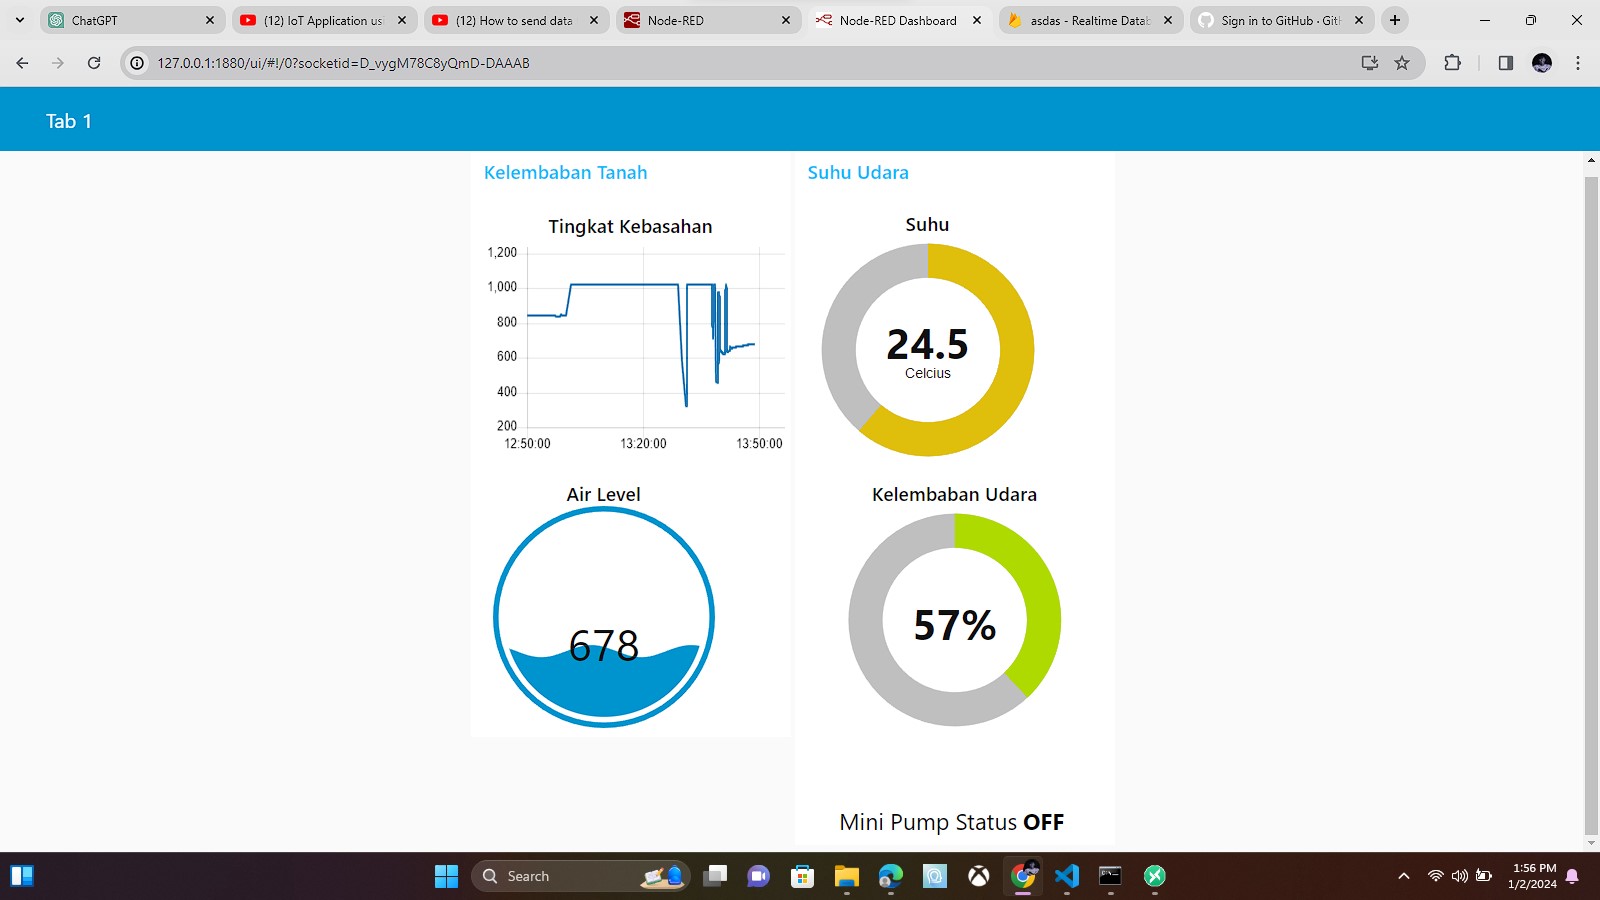 ChatGPT
(12) IoT Application us
(12) How to send data
Node-RED
Node-RED Dashboard
asdas - Realtime Datab
Sign in to GitHub · Git
127.0.0.1:1880/ui/#!/0?socketid=D_vygM78C8yQmD-DAAAB
Tab 1
Kelembaban Tanah
Tingkat Kebasahan
1,200
1,000
800
600
400
200
12:50:00 13:20:00 13:50:00
Air Level
678
Suhu Udara
Suhu
24.5
Celcius
Kelembaban Udara
57%
Mini Pump Status OFF
Search
1:56 PM
1/2/2024